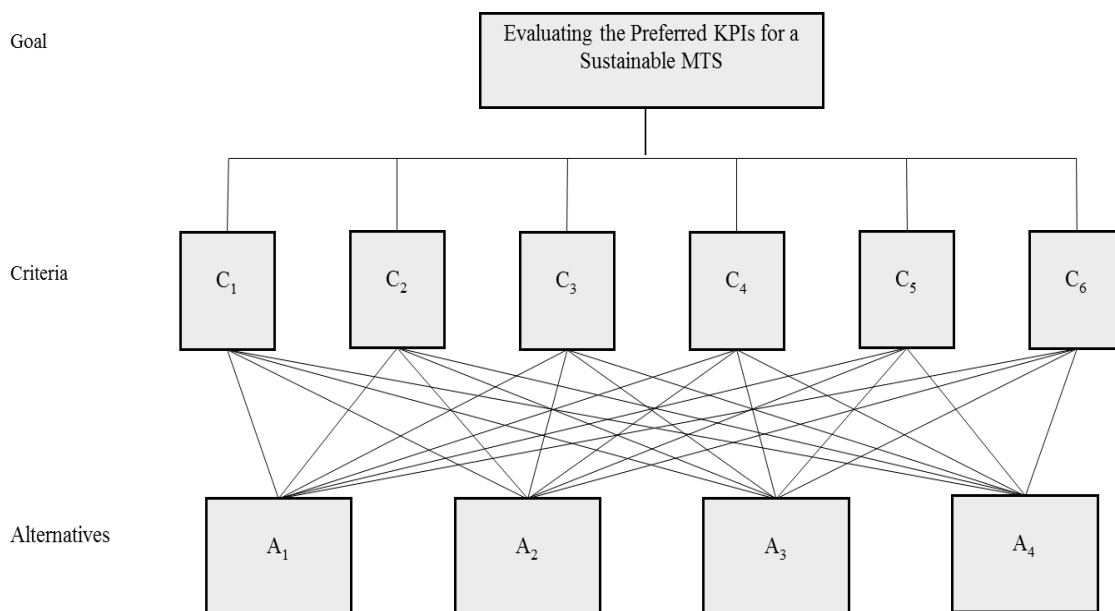 Goal
Evaluating the Preferred KPIs for a
Sustainable MTS
Criteria
C₁
C₂
C₃
C₄
C₅
C₆
Alternatives
A₁
A₂
A₃
A₄